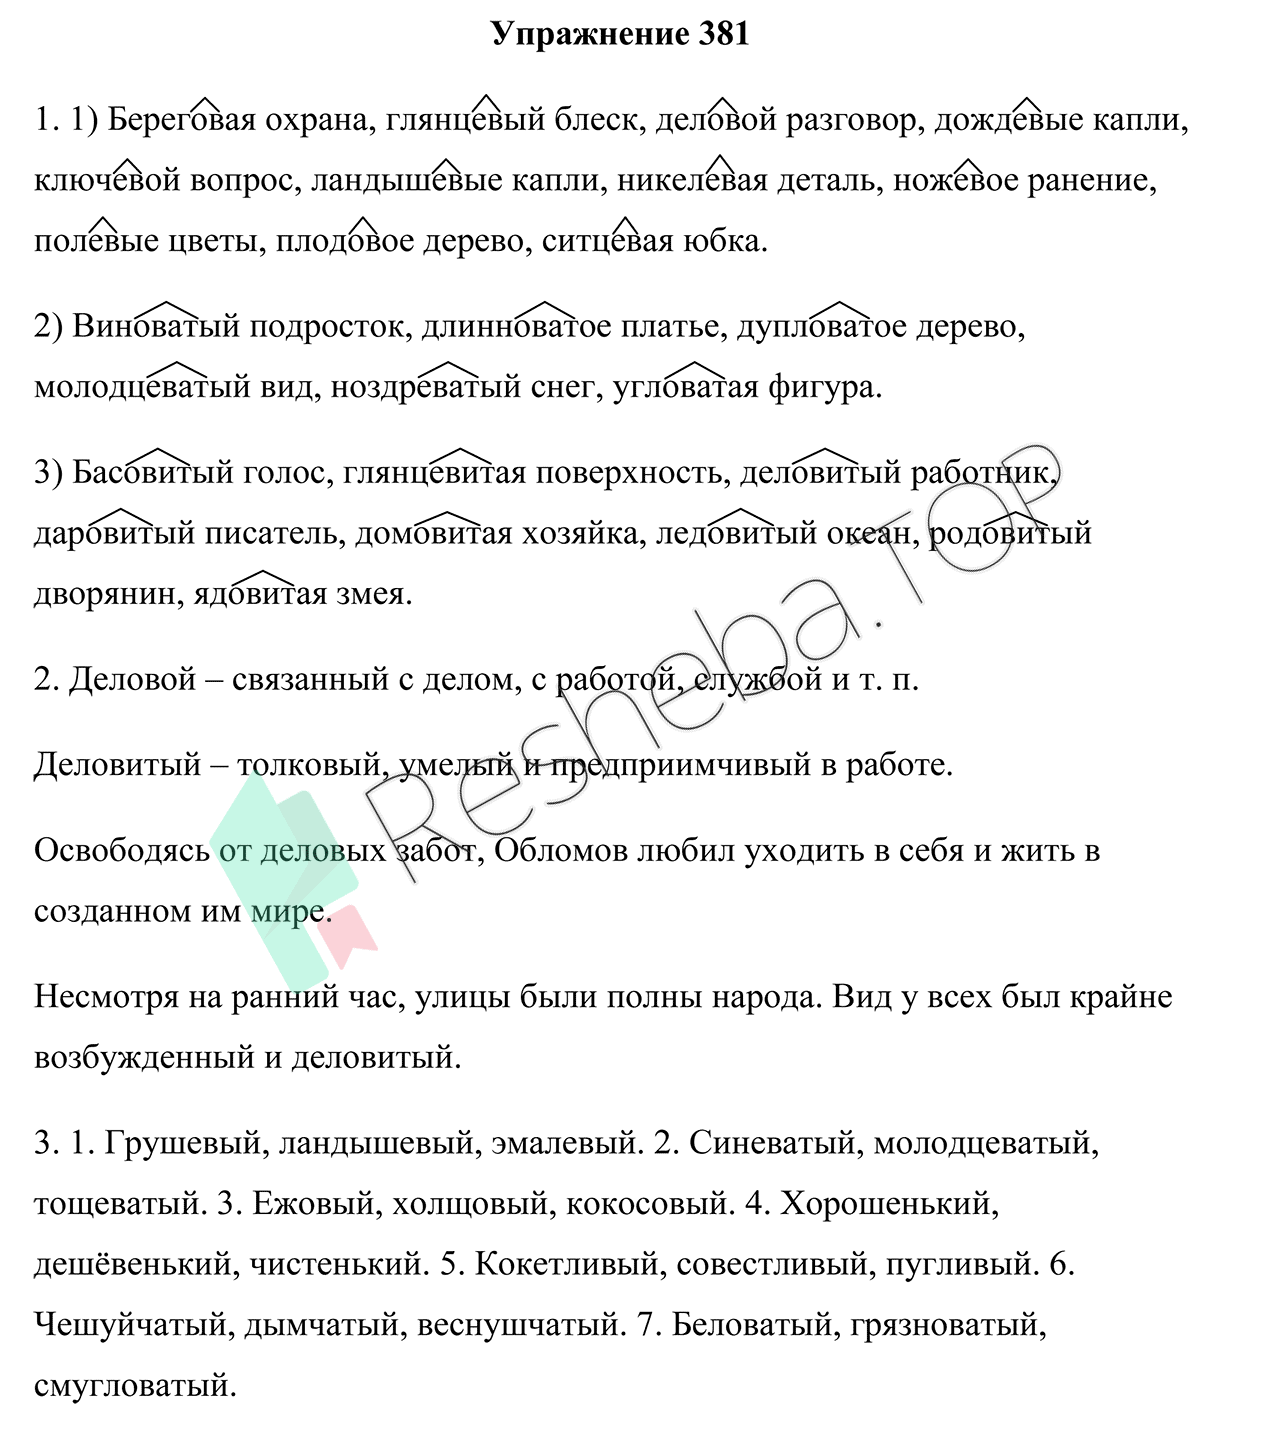 Упражнение 381
1. 1) Береговая охрана, глянцевый блеск, деловой разговор, дождевые капли,
ключевой вопрос, ландышевые капли, никелевая деталь, ножевое ранение,
полевые цветы, плодовое дерево, ситцевая юбка.
2) Виноватый подросток, длинноватое платье, дупловатое дерево,
молодцеватый вид, ноздреватый снег, угловатая фигура.
3) Басовитый голос, глянцевитая поверхность, деловитый работник,
даровитый писатель, домовитая хозяйка, ледовитый океан, родовитый
дворянин, ядовитая змея.
2. Деловой – связанный с делом, с работой, службой и т. п.
Деловитый – толковый, умелый и предприимчивый в работе.
Освободясь от деловых забот, Обломов любил уходить в себя и жить в
созданном им мире.
Несмотря на ранний час, улицы были полны народа. Вид у всех был крайне
возбужденный и деловитый.
3. 1. Грушевый, ландышевый, эмалевый. 2. Синеватый, молодцеватый,
тощеватый. 3. Ежовый, холщовый, кокосовый. 4. Хорошенький,
дешёвенький, чистенький. 5. Кокетливый, совестливый, пугливый. 6.
Чешуйчатый, дымчатый, веснушчатый. 7. Беловатый, грязноватый,
смугловатый.
Resheba.TOP